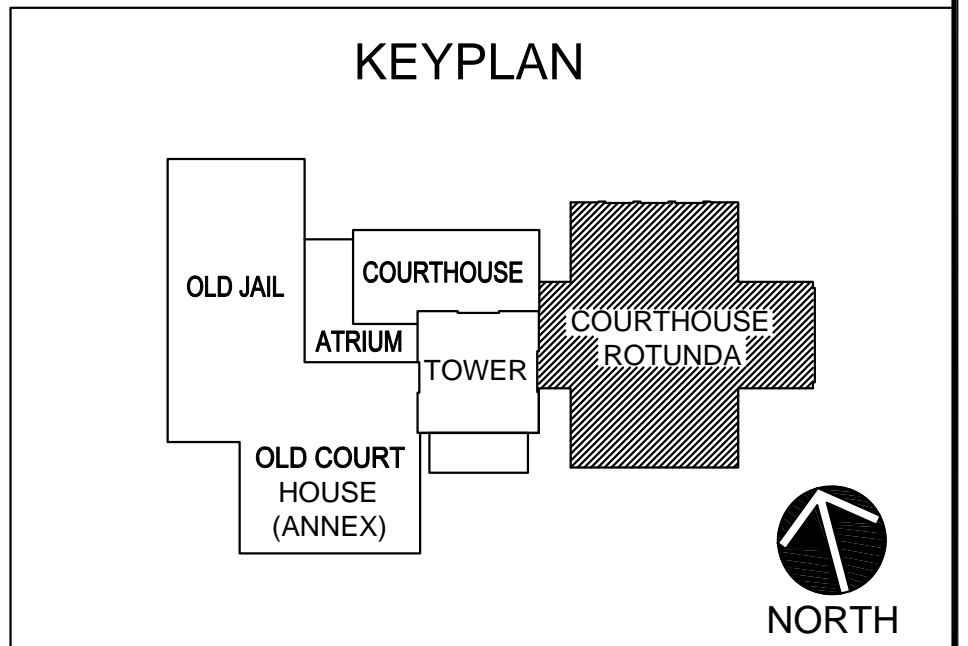 KEYPLAN
OLD JAIL
COURTHOUSE
ATRIUM
TOWER
COURTHOUSE
ROTUNDA
OLD COURT
HOUSE
(ANNEX)
NORTH